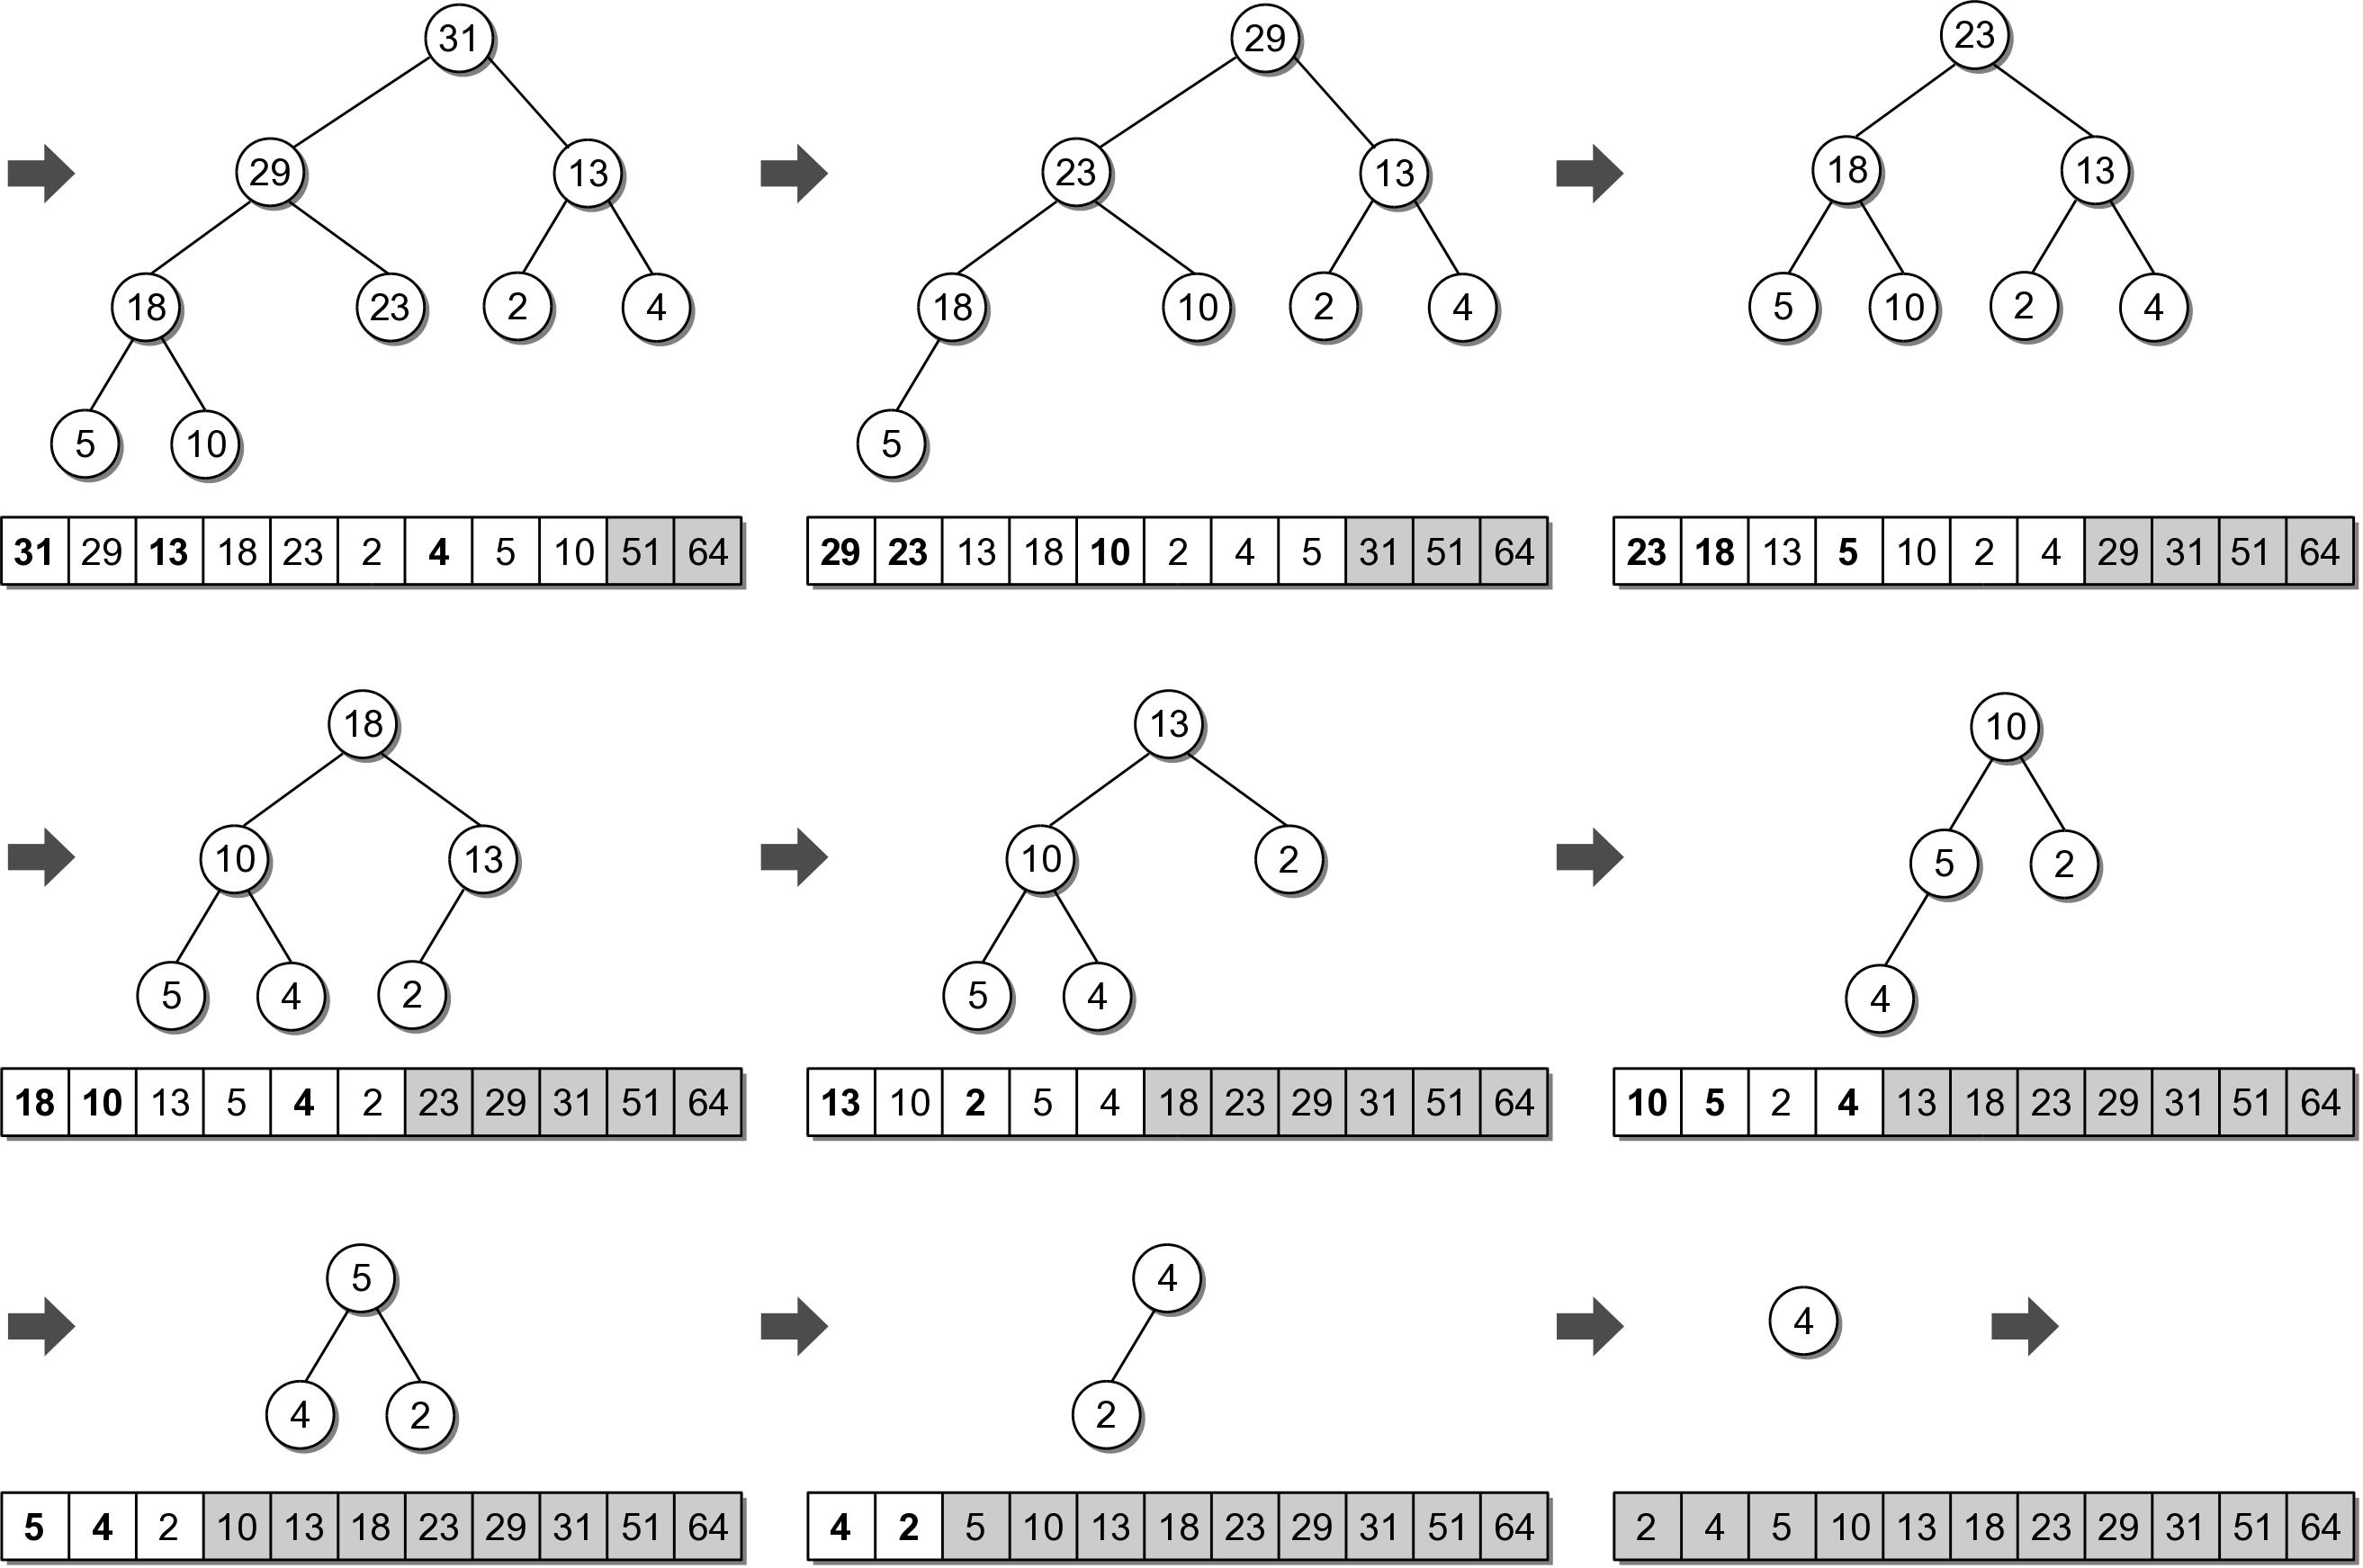 31 29 23
29 13 23 13 18 13
18 23 2 4 18 10 2 4 5 10 2 4
5 10 5
31 29 13 18 23 2 4 5 10 51 64
29 23 13 18 10 2 4 5 31 51 64
23 18 13 5 10 2 4 29 31 51 64
18 13 10
10 13 10 2 5 2
5 4 2 5 4 4
18 10 13 5 4 2 23 29 31 51 64
13 10 2 5 4 18 23 29 31 51 64
10 5 2 4 13 18 23 29 31 51 64
5 4 4
4 2 2
5 4 2 10 13 18 23 29 31 51 64
4 2 5 10 13 18 23 29 31 51 64
2 4 5 10 13 18 23 29 31 51 64